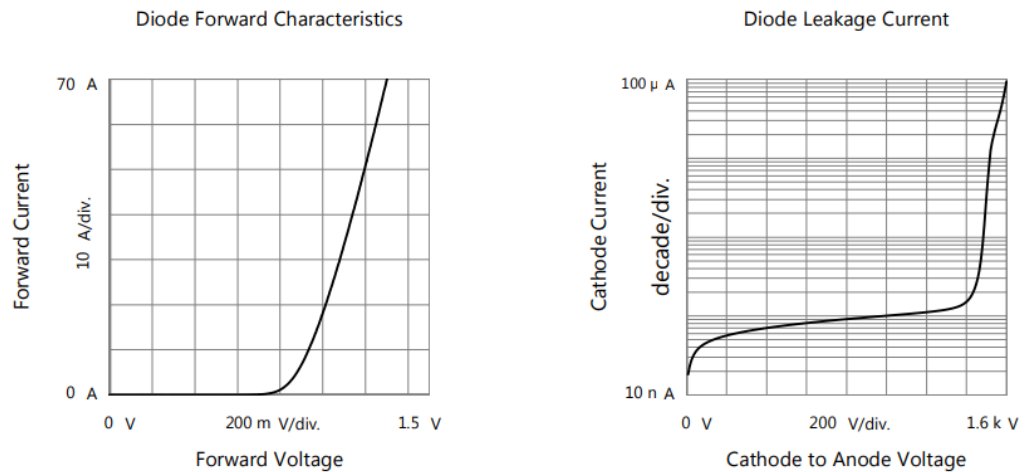 Diode Forward Characteristics
70 A
Forward Current
10 A/div.
0 A
0 V
200 m V/div.
1.5 V
Forward Voltage
Diode Leakage Current
100 µ A
Cathode Current
decade/div.
10 n A
0 V
200 V/div.
1.6 k V
Cathode to Anode Voltage